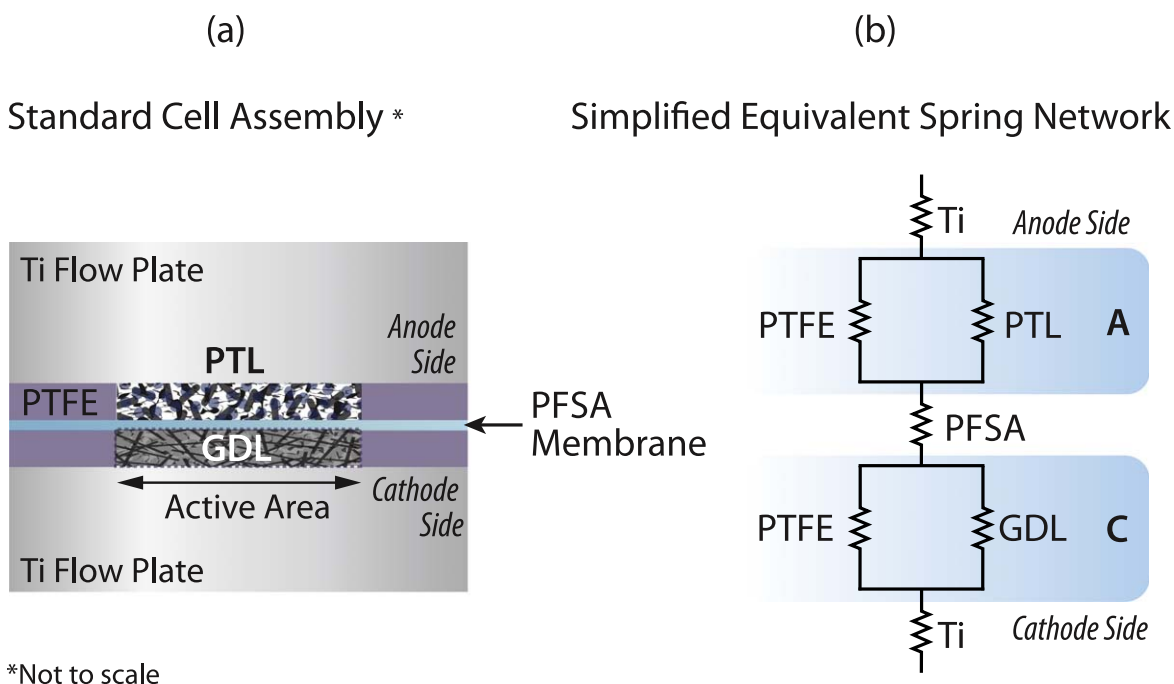 (a)
Standard Cell Assembly *
Ti Flow Plate
Anode
Side
PTL
PTFE
PFSA
Membrane
GDL
Active Area
Cathode
Side
Ti Flow Plate
*Not to scale
(b)
Simplified Equivalent Spring Network
Ti
Anode Side
PTFE
PTL
A
PFSA
PTFE
GDL
C
Ti
Cathode Side